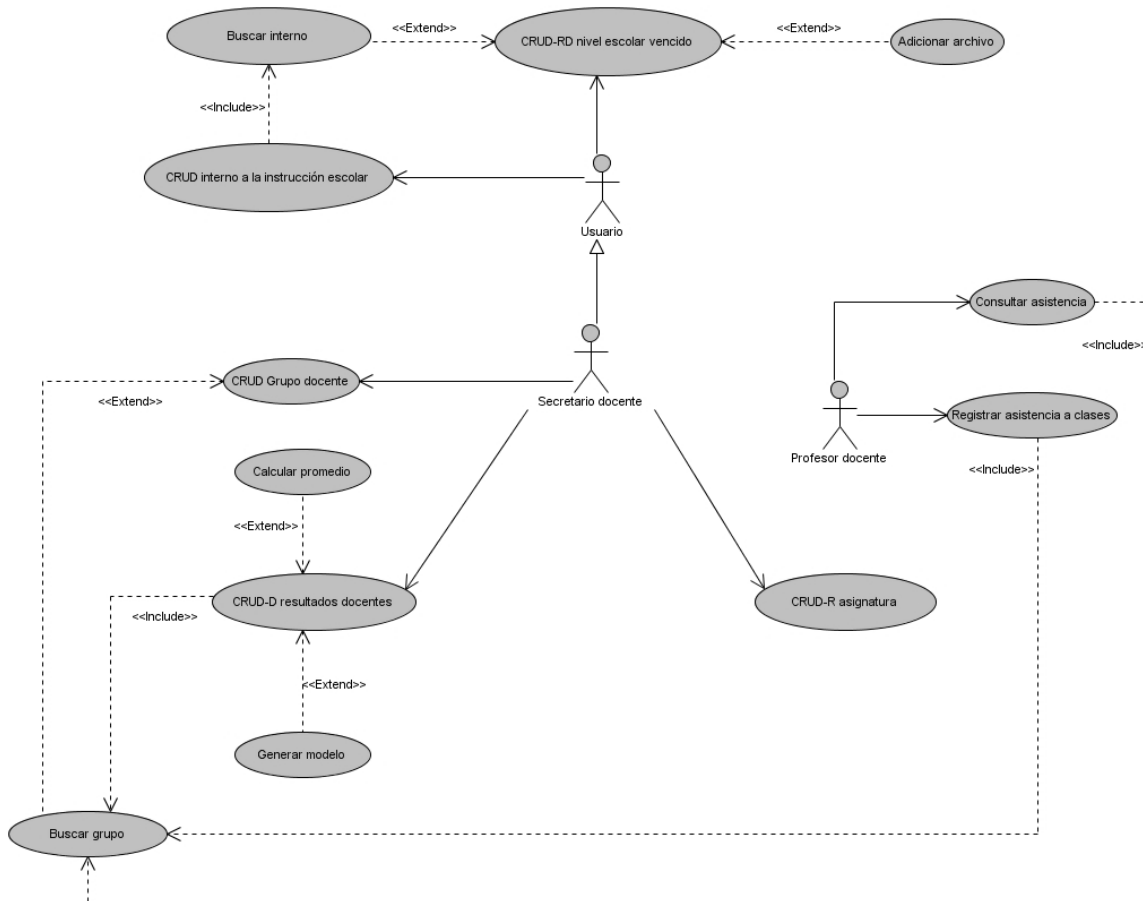 Buscar interno
<<Extend>>
CRUD-RD nivel escolar vencido
<<Extend>>
Adicionar archivo
<<Include>>
CRUD interno a la instrucción escolar
Usuario
Consultar asistencia
<<Include>>
CRUD Grupo docente
<<Extend>>
Secretario docente
Registrar asistencia a clases
Profesor docente
<<Include>>
Calcular promedio
<<Extend>>
CRUD-D resultados docentes
<<Include>>
CRUD-R asignatura
<<Extend>>
Generar modelo
Buscar grupo